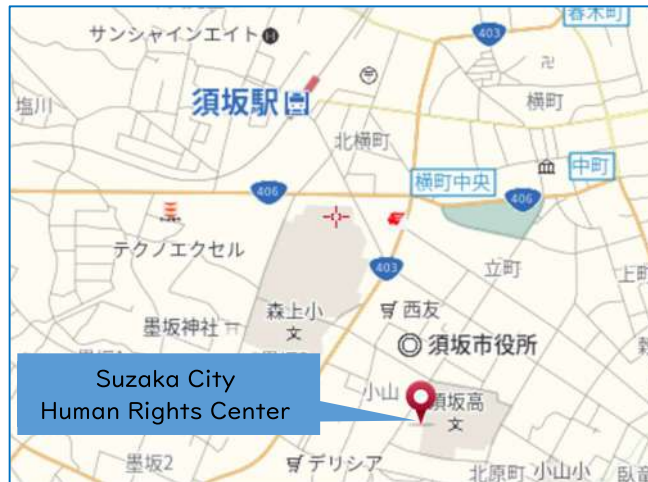 春木町
403
サンシャインエイト
H
卍
塩川
須坂駅
横町
北横町
中町
横町中央
406
406
テクノエクセル
403
立町
上町
森上小
文
西友
墨坂神社
須坂市役所
Suzaka City
Human Rights Center
小山
須坂高
文
墨坂2
デリシア
北原町
小山小